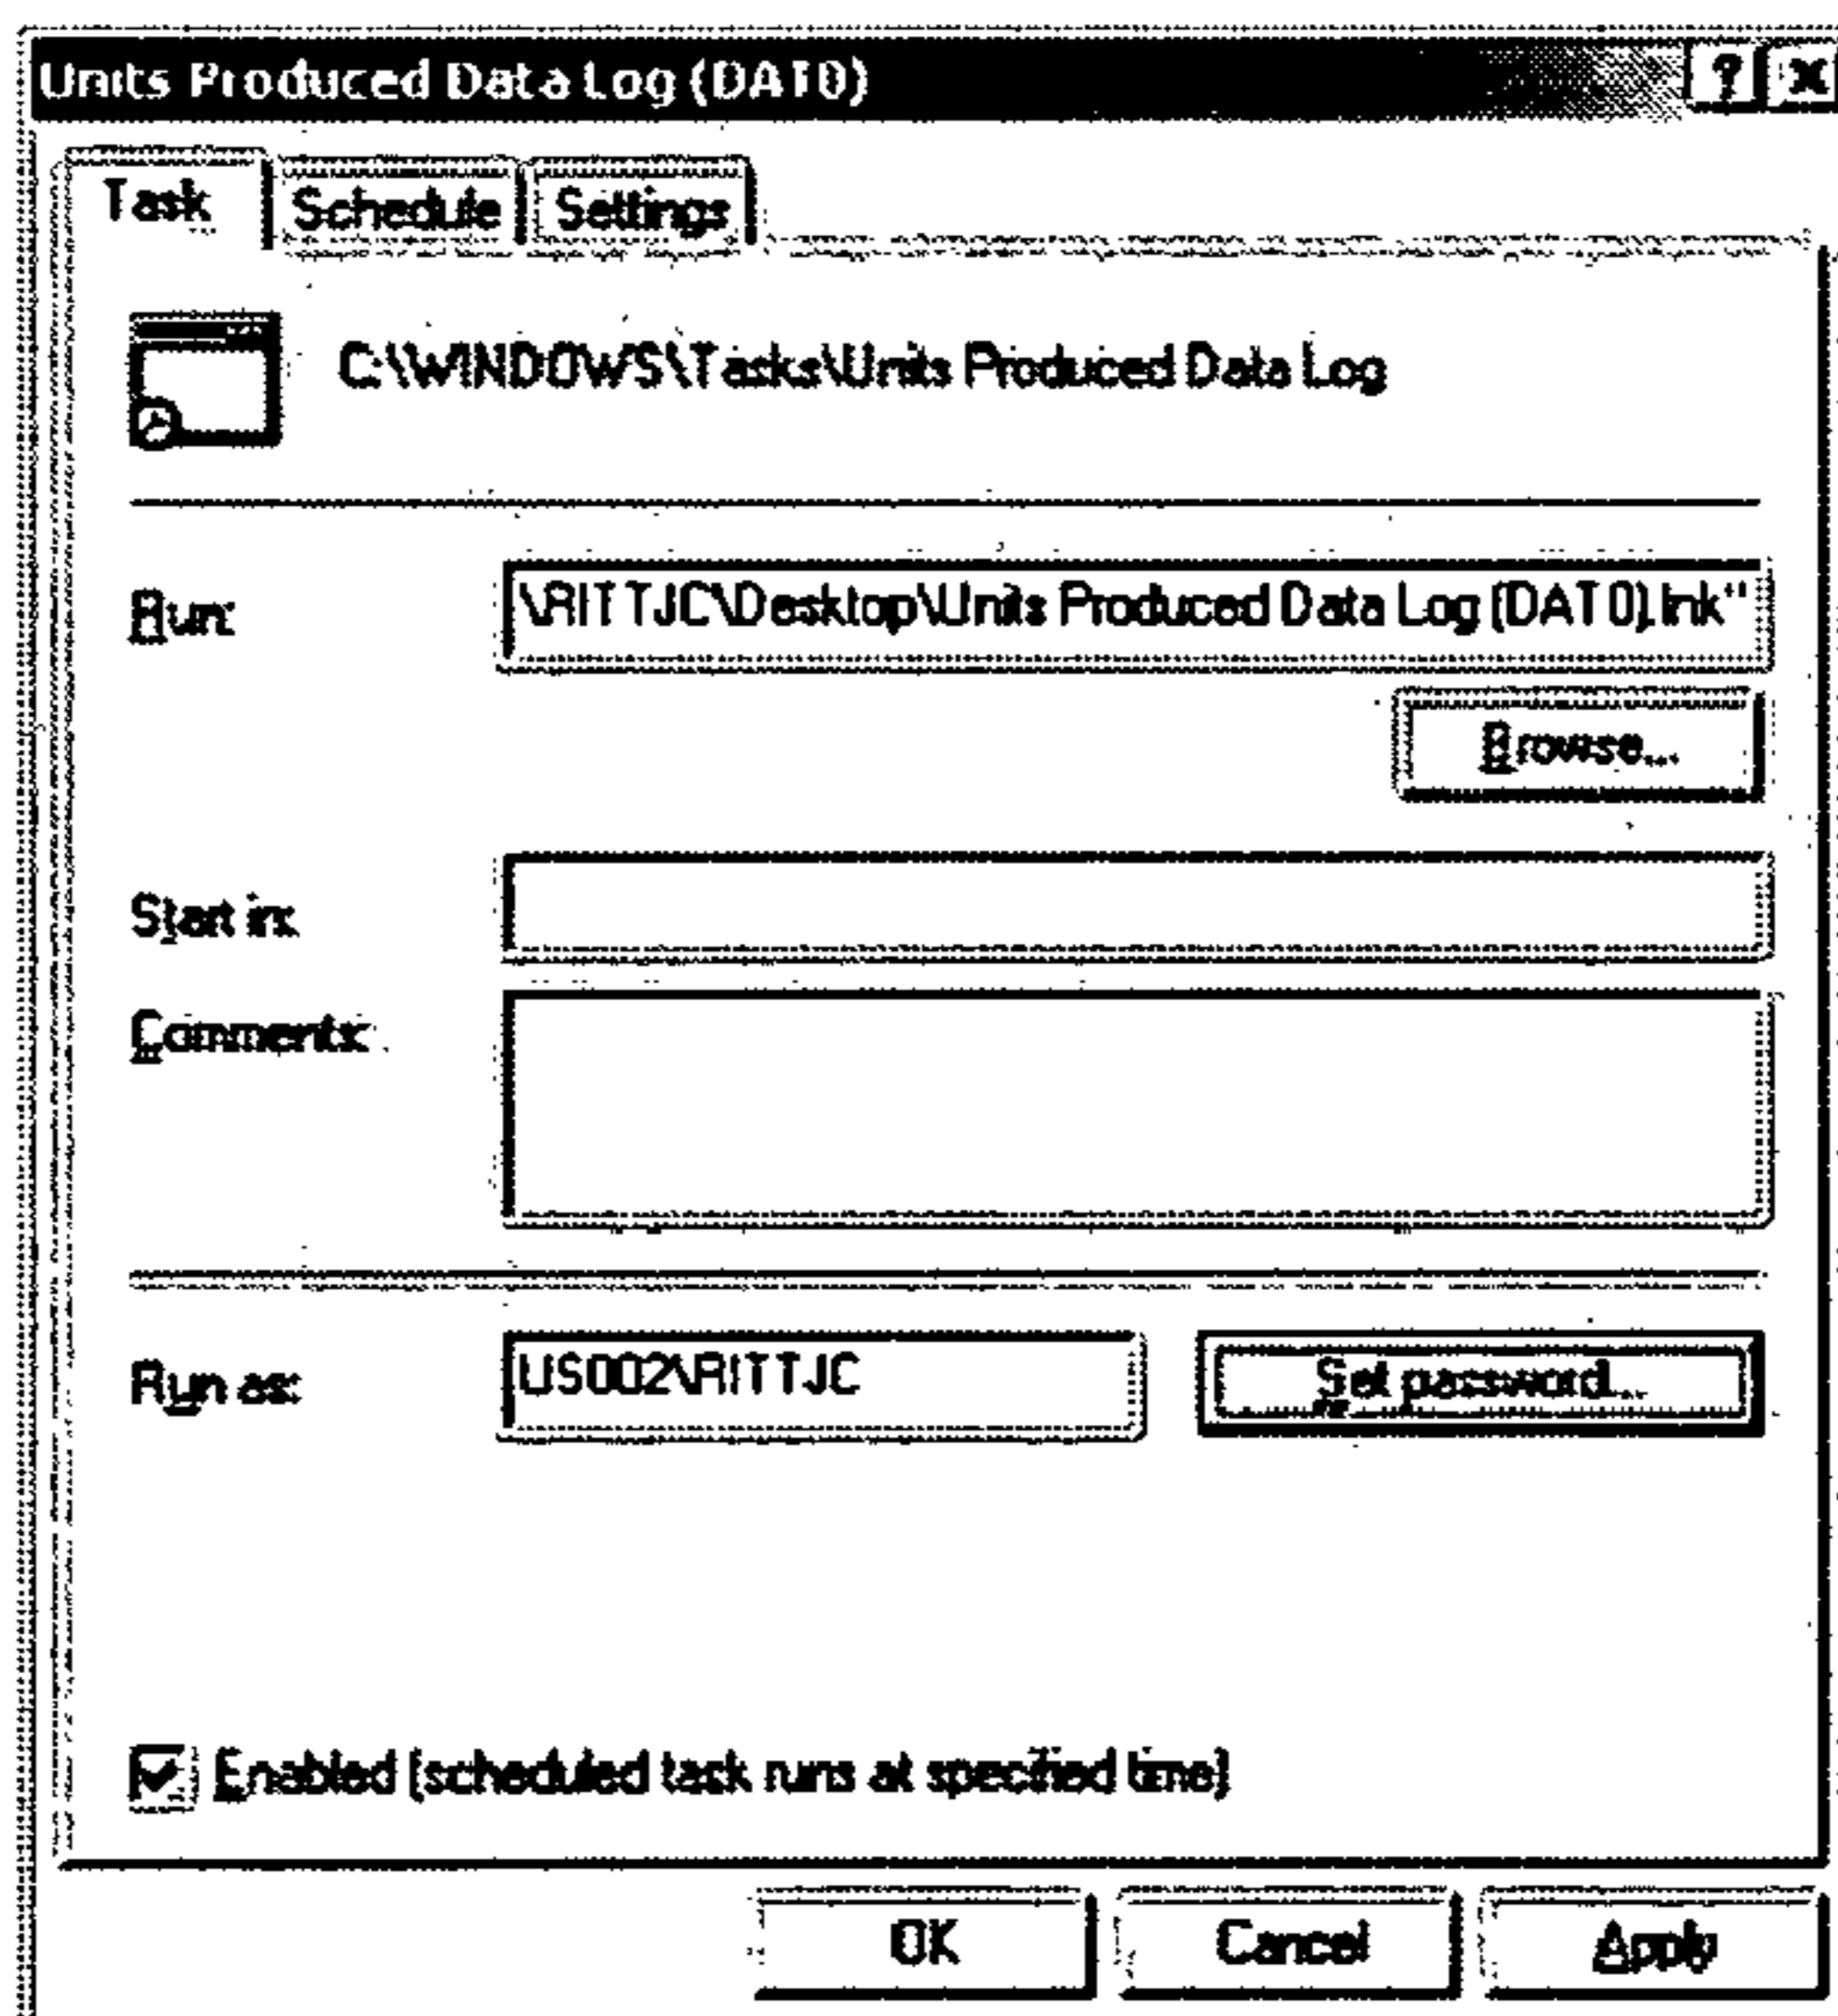 Units Produced Data Log (DAT0)
Task Schedule Settings
C:\WINDOWS\Tasks\Units Produced Data Log
Run: \RITTJC\Desktop\Units Produced Data Log (DAT0).lnk"
Browse...
Start in:
Comments:
Run as: US002\RITTJC Set password...
Enabled (scheduled task runs at specified time)
OK Cancel Apply